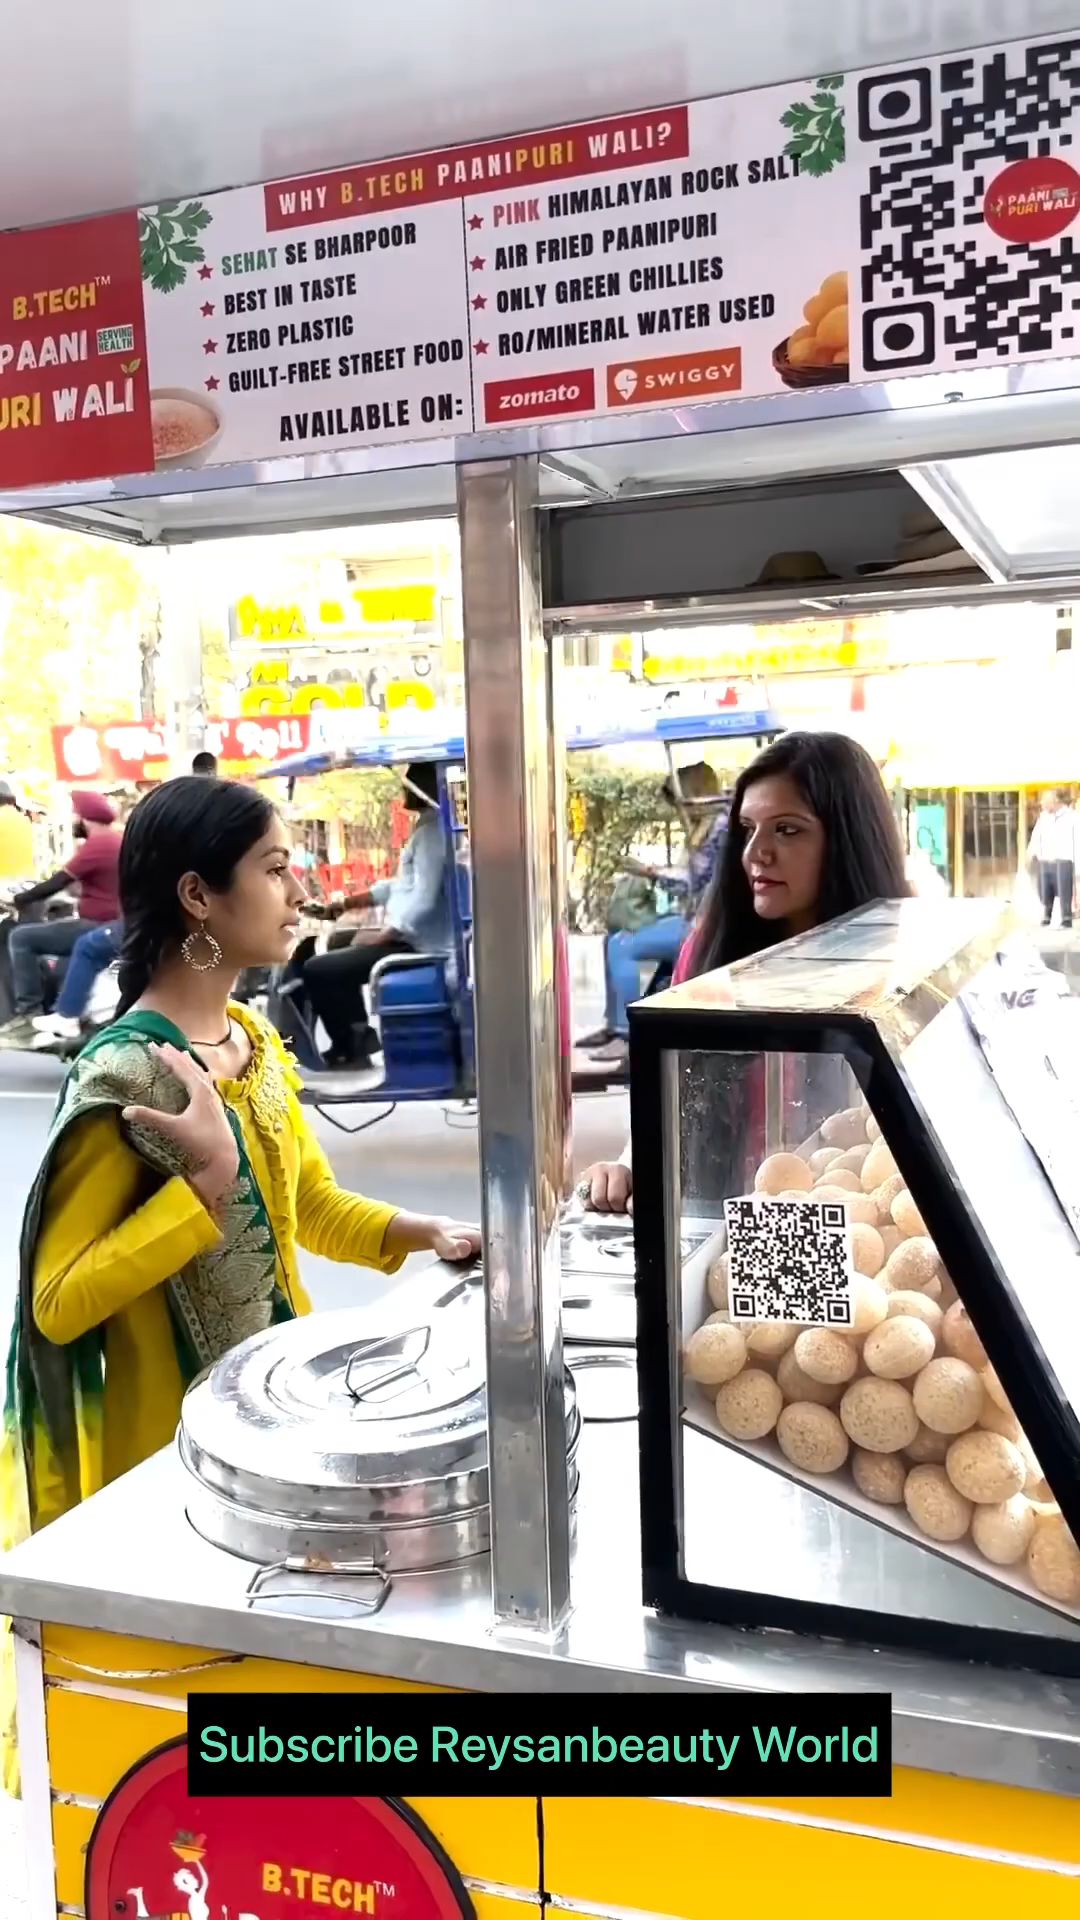 WHY B.TECH PAANIPURI WALI?
B.TECH™
PAANI SERVING HEALTH
URI WALI
SEHAT SE BHARPOOR
BEST IN TASTE
ZERO PLASTIC
GUILT-FREE STREET FOOD
AVAILABLE ON:
PINK HIMALAYAN ROCK SALT
AIR FRIED PAANIPURI
ONLY GREEN CHILLIES
RO/MINERAL WATER USED
zomato
SWIGGY
PAANI
PURI WALI
GOLD
Subscribe Reysanbeauty World
B.TECH™